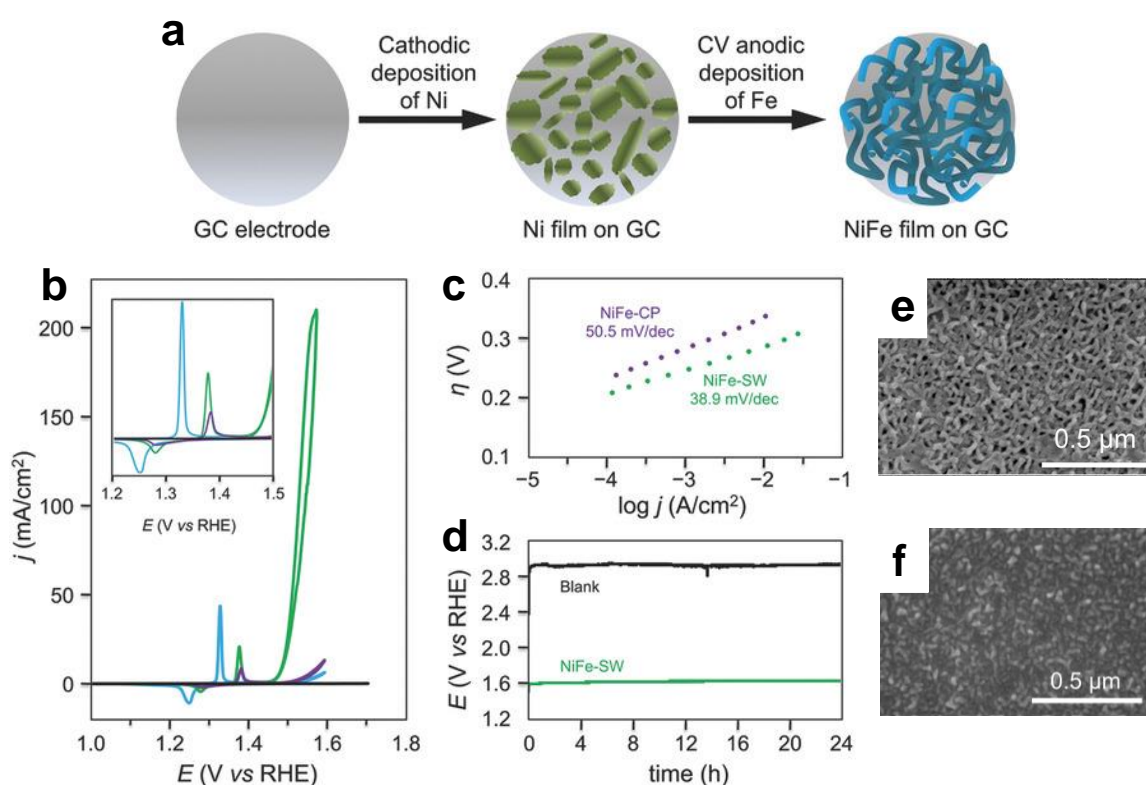 a
Cathodic
deposition
of Ni
CV anodic
deposition
of Fe
GC electrode
Ni film on GC
NiFe film on GC
b
200
150
100
50
0
j (mA/cm²)
1.0
1.2
1.4
1.6
1.8
E (V vs RHE)
1.2
1.3
1.4
1.5
E (V vs RHE)
c
0.4
0.3
0.2
0.1
η (V)
NiFe-CP
50.5 mV/dec
NiFe-SW
38.9 mV/dec
−4
−3
−2
−1
log j (A/cm²)
d
3.2
2.8
2.4
2.0
1.6
1.2
E (V vs RHE)
Blank
NiFe-SW
0
4
8
12
16
20
24
time (h)
e
0.5 µm
f
0.5 µm